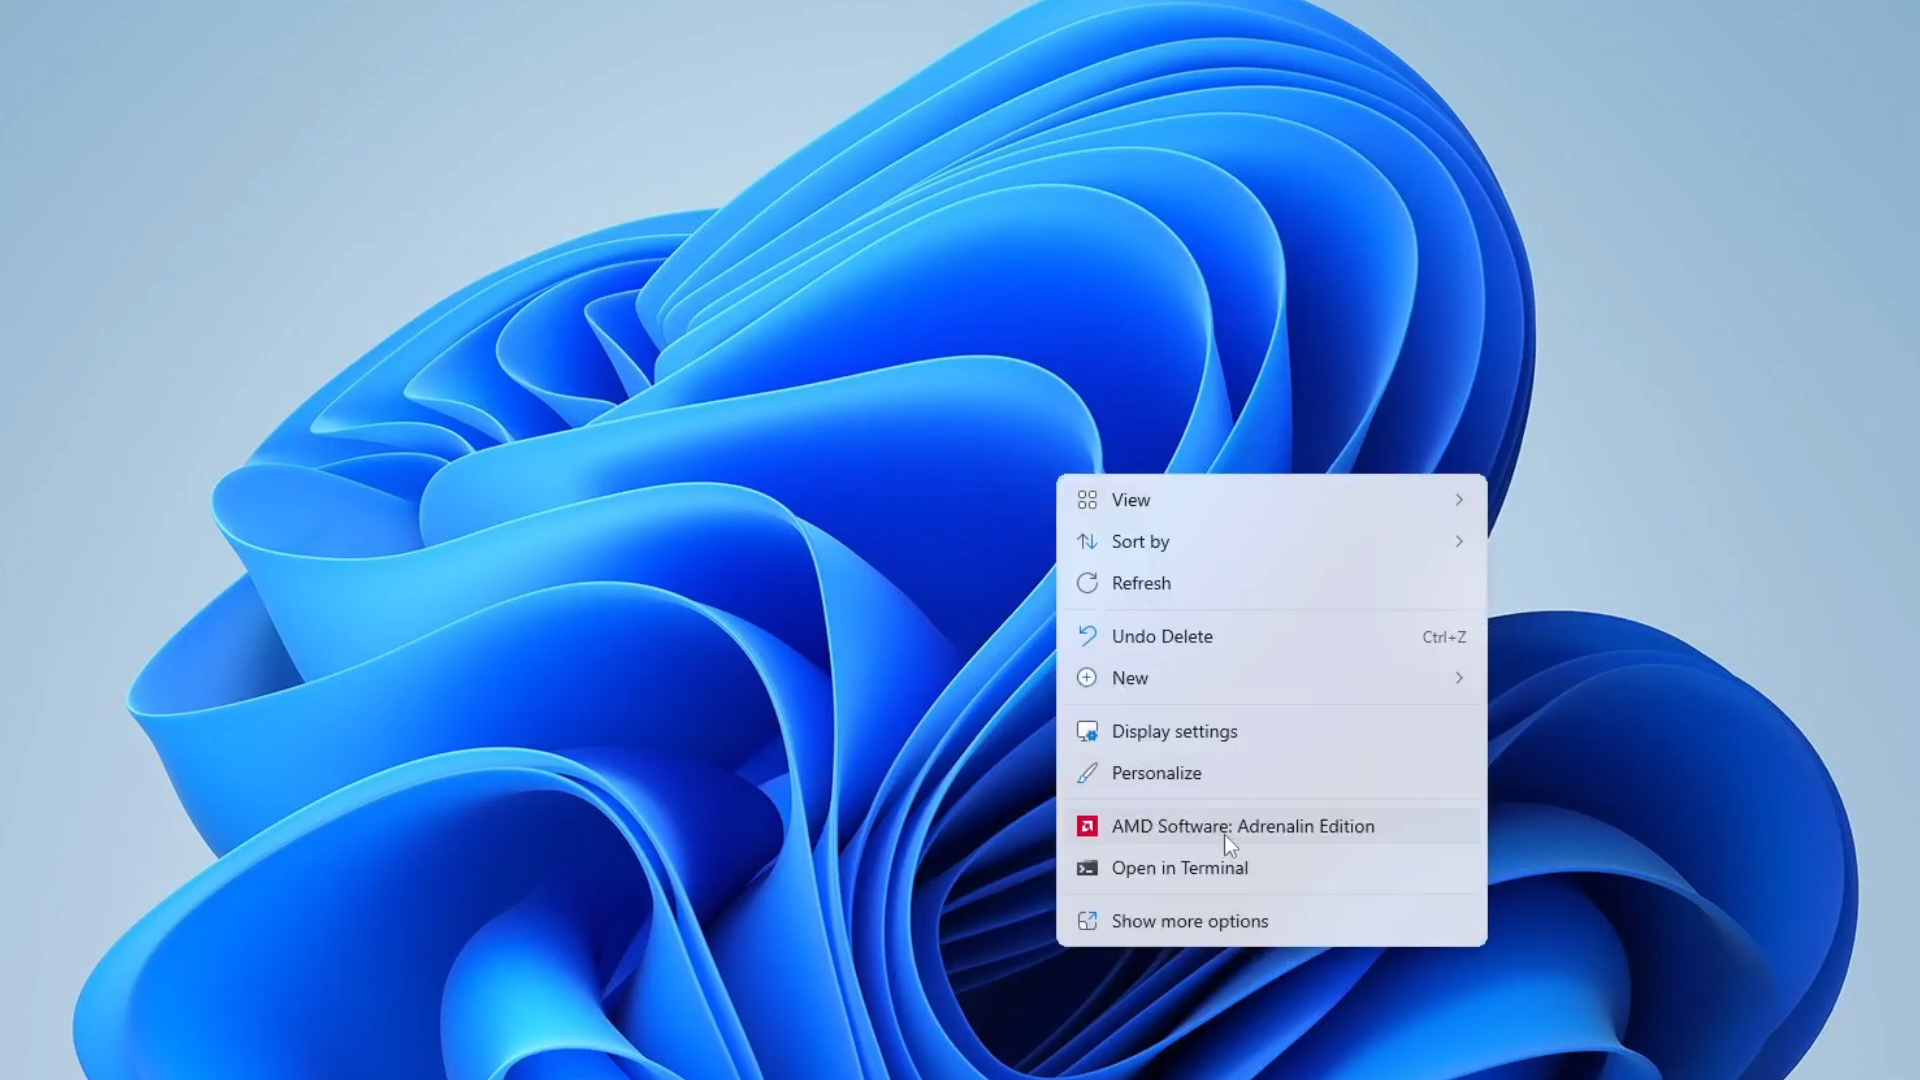 View
Sort by
Refresh
Undo Delete Ctrl+Z
New
Display settings
Personalize
AMD Software: Adrenalin Edition
Open in Terminal
Show more options